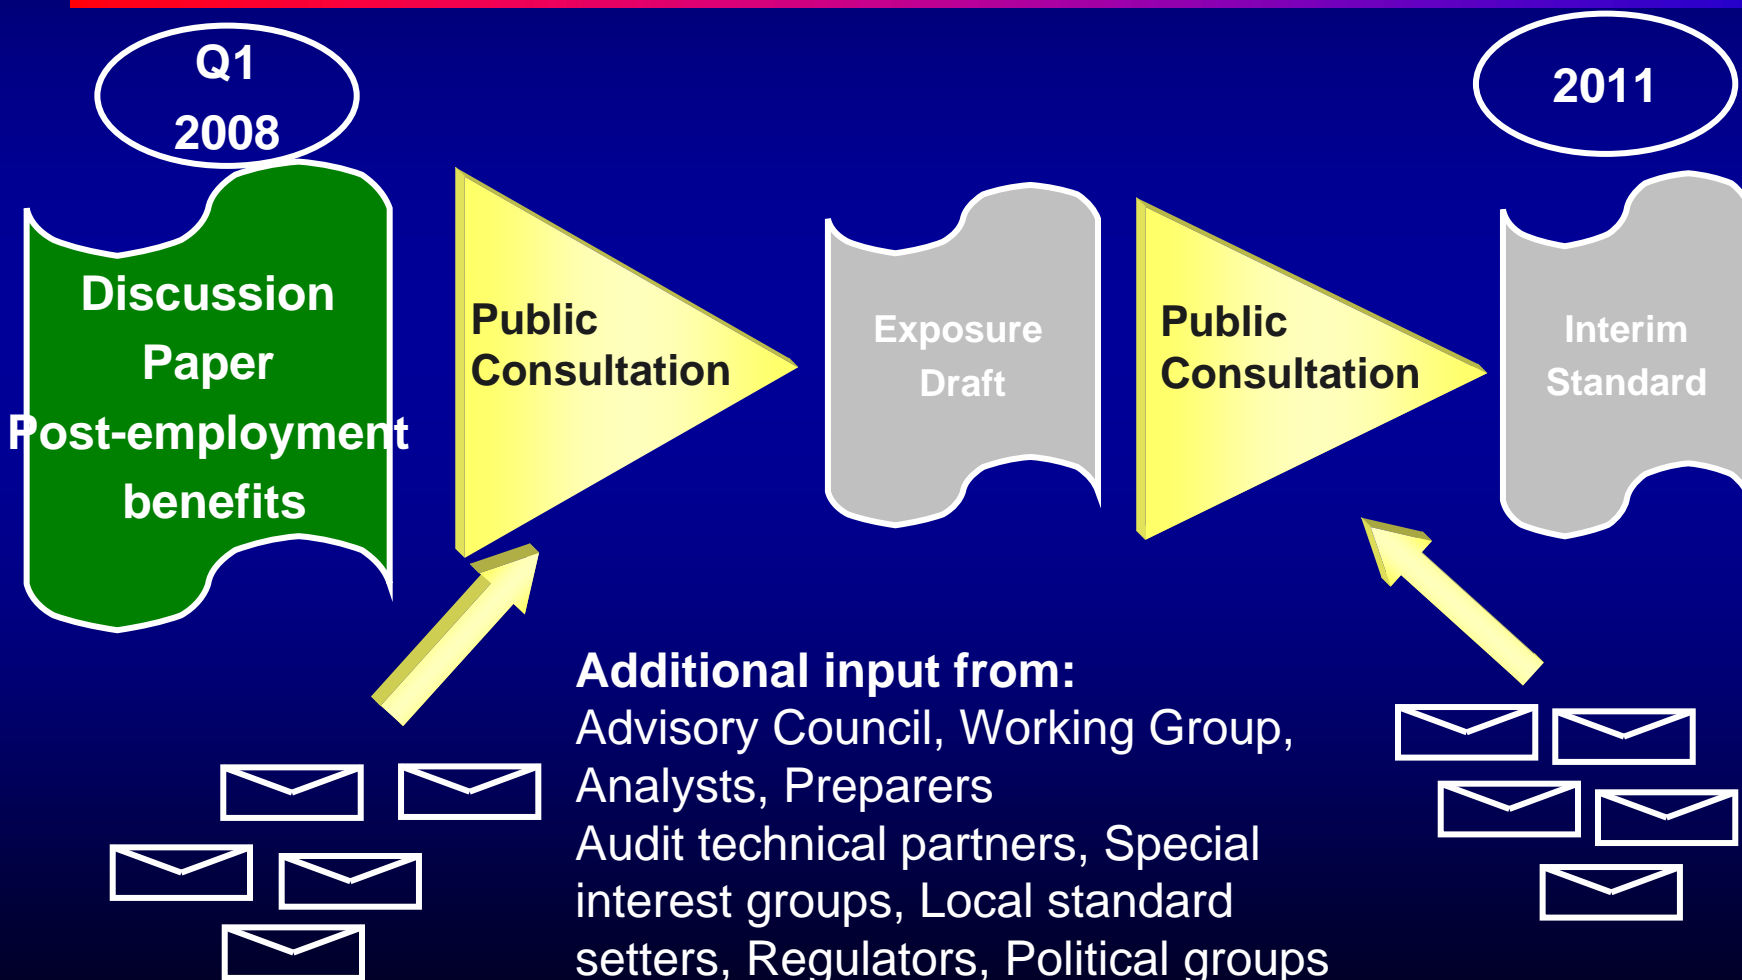 Q1
2008
2011
Discussion
Paper
Post-employment
benefits
Public
Consultation
Exposure
Draft
Public
Consultation
Interim
Standard
Additional input from:
Advisory Council, Working Group,
Analysts, Preparers
Audit technical partners, Special
interest groups, Local standard
setters, Regulators, Political groups